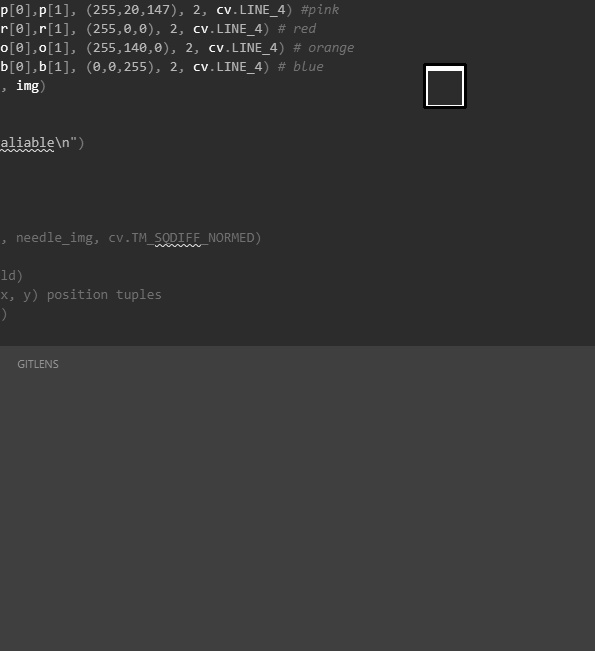 p[0],p[1], (255,20,147), 2, cv.LINE_4) #pink
r[0],r[1], (255,0,0), 2, cv.LINE_4) # red
o[0],o[1], (255,140,0), 2, cv.LINE_4) # orange
b[0],b[1], (0,0,255), 2, cv.LINE_4) # blue
, img)
aliable\n")
, needle_img, cv.TM_SQDIFF_NORMED)
ld)
x, y) position tuples
)
GITLENS